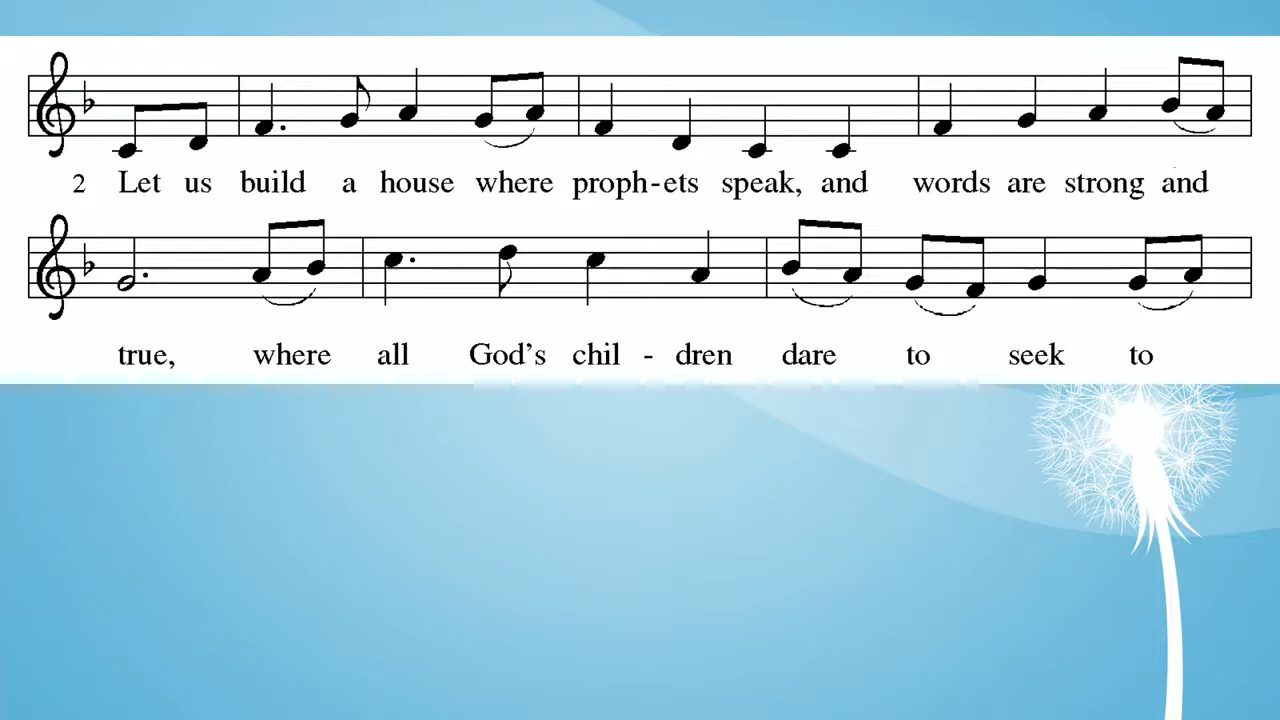 2 Let us build a house where proph-ets speak, and words are strong and
true, where all God's chil - dren dare to seek to